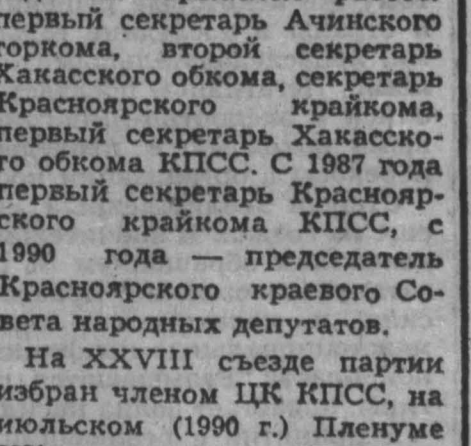 первый секретарь Ачинского
горкома, второй секретарь
Хакасского обкома, секретарь
Красноярского крайкома,
первый секретарь Хакасско-
го обкома КПСС. С 1987 года
первый секретарь Краснояр-
ского крайкома КПСС, с
1990 года — председатель
Красноярского краевого Со-
вета народных депутатов.
На XXVIII съезде партии
избран членом ЦК КПСС, на
июльском (1990 г.) Пленуме